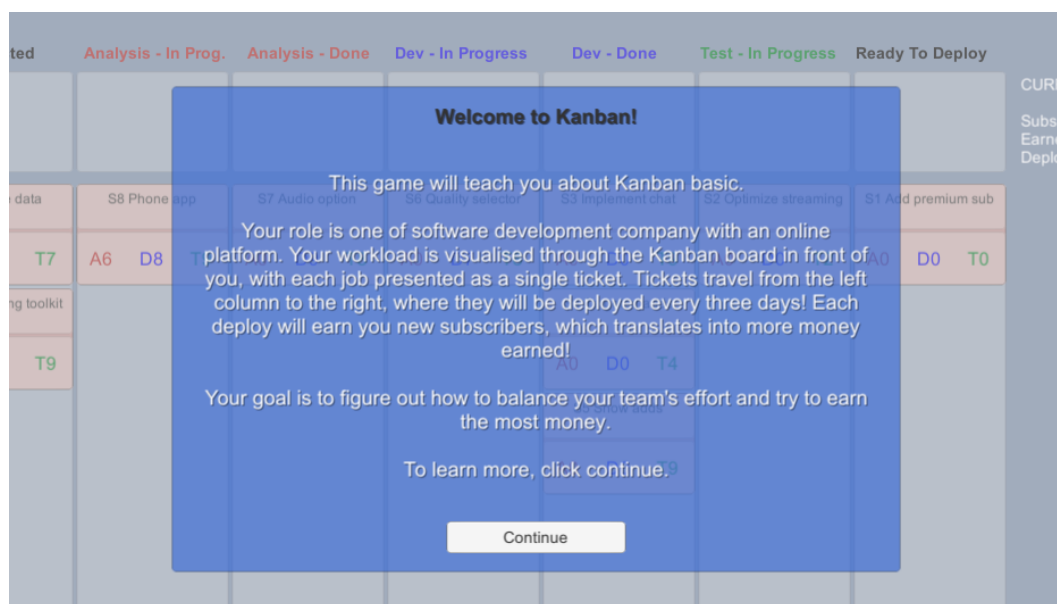 Analysis - In Prog.
Analysis - Done
Dev - In Progress
Dev - Done
Test - In Progress
Ready To Deploy
Welcome to Kanban!
This game will teach you about Kanban basic.
Your role is one of software development company with an online
platform. Your workload is visualised through the Kanban board in front of
you, with each job presented as a single ticket. Tickets travel from the left
column to the right, where they will be deployed every three days! Each
deploy will earn you new subscribers, which translates into more money
earned!
Your goal is to figure out how to balance your team's effort and try to earn
the most money.
To learn more, click continue.
Continue
data
T7
toolkit
T9
S8 Phone app
A6 D8
S7 Audio option
S6 Quality selector
S3 Implement chat
A0 D0 T4
S5 Show adds
T9
S2 Optimize streaming
S1 Add premium sub
A0 D0 T0